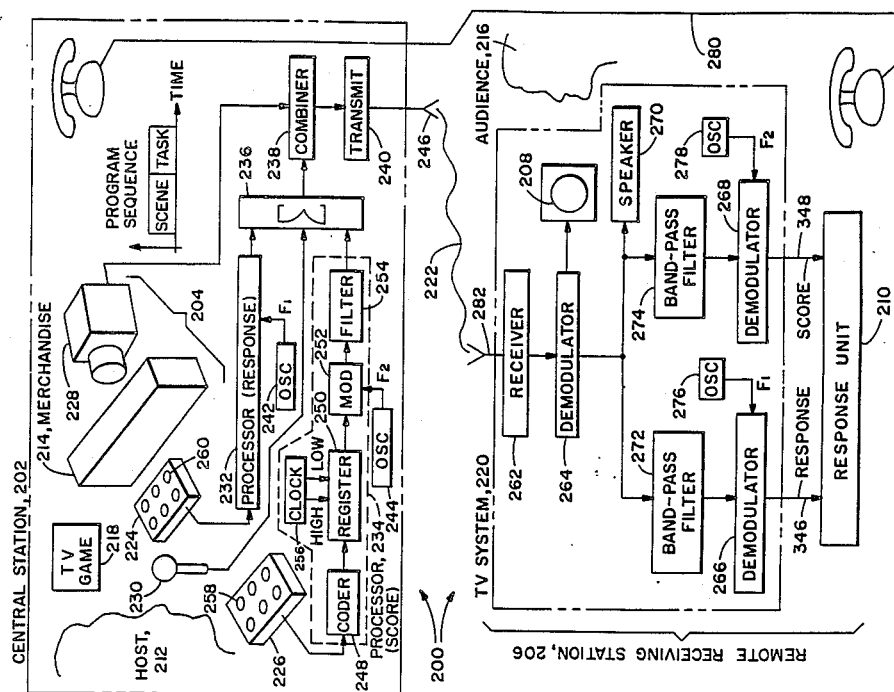 CENTRAL STATION, 202
HOST,
212
TV
GAME
218
214, MERCHANDISE
228
204
PROGRAM
SEQUENCE
SCENE
TASK
TIME
224
260
230
258
226
232
PROCESSOR (RESPONSE)
F1
OSC
242
236
238
COMBINER
TRANSMIT
240
246
CLOCK
256
HIGH
LOW
CODER
248
REGISTER
250
MOD
252
FILTER
254
F2
OSC
244
PROCESSOR, 234
(SCORE)
222
200
280
REMOTE RECEIVING STATION, 206
TV SYSTEM, 220
AUDIENCE, 216
282
RECEIVER
262
DEMODULATOR
264
208
SPEAKER
270
272
BAND-PASS
FILTER
274
BAND-PASS
FILTER
276
OSC
F1
278
OSC
F2
266
DEMODULATOR
DEMODULATOR
268
346
RESPONSE
SCORE
348
RESPONSE UNIT
210